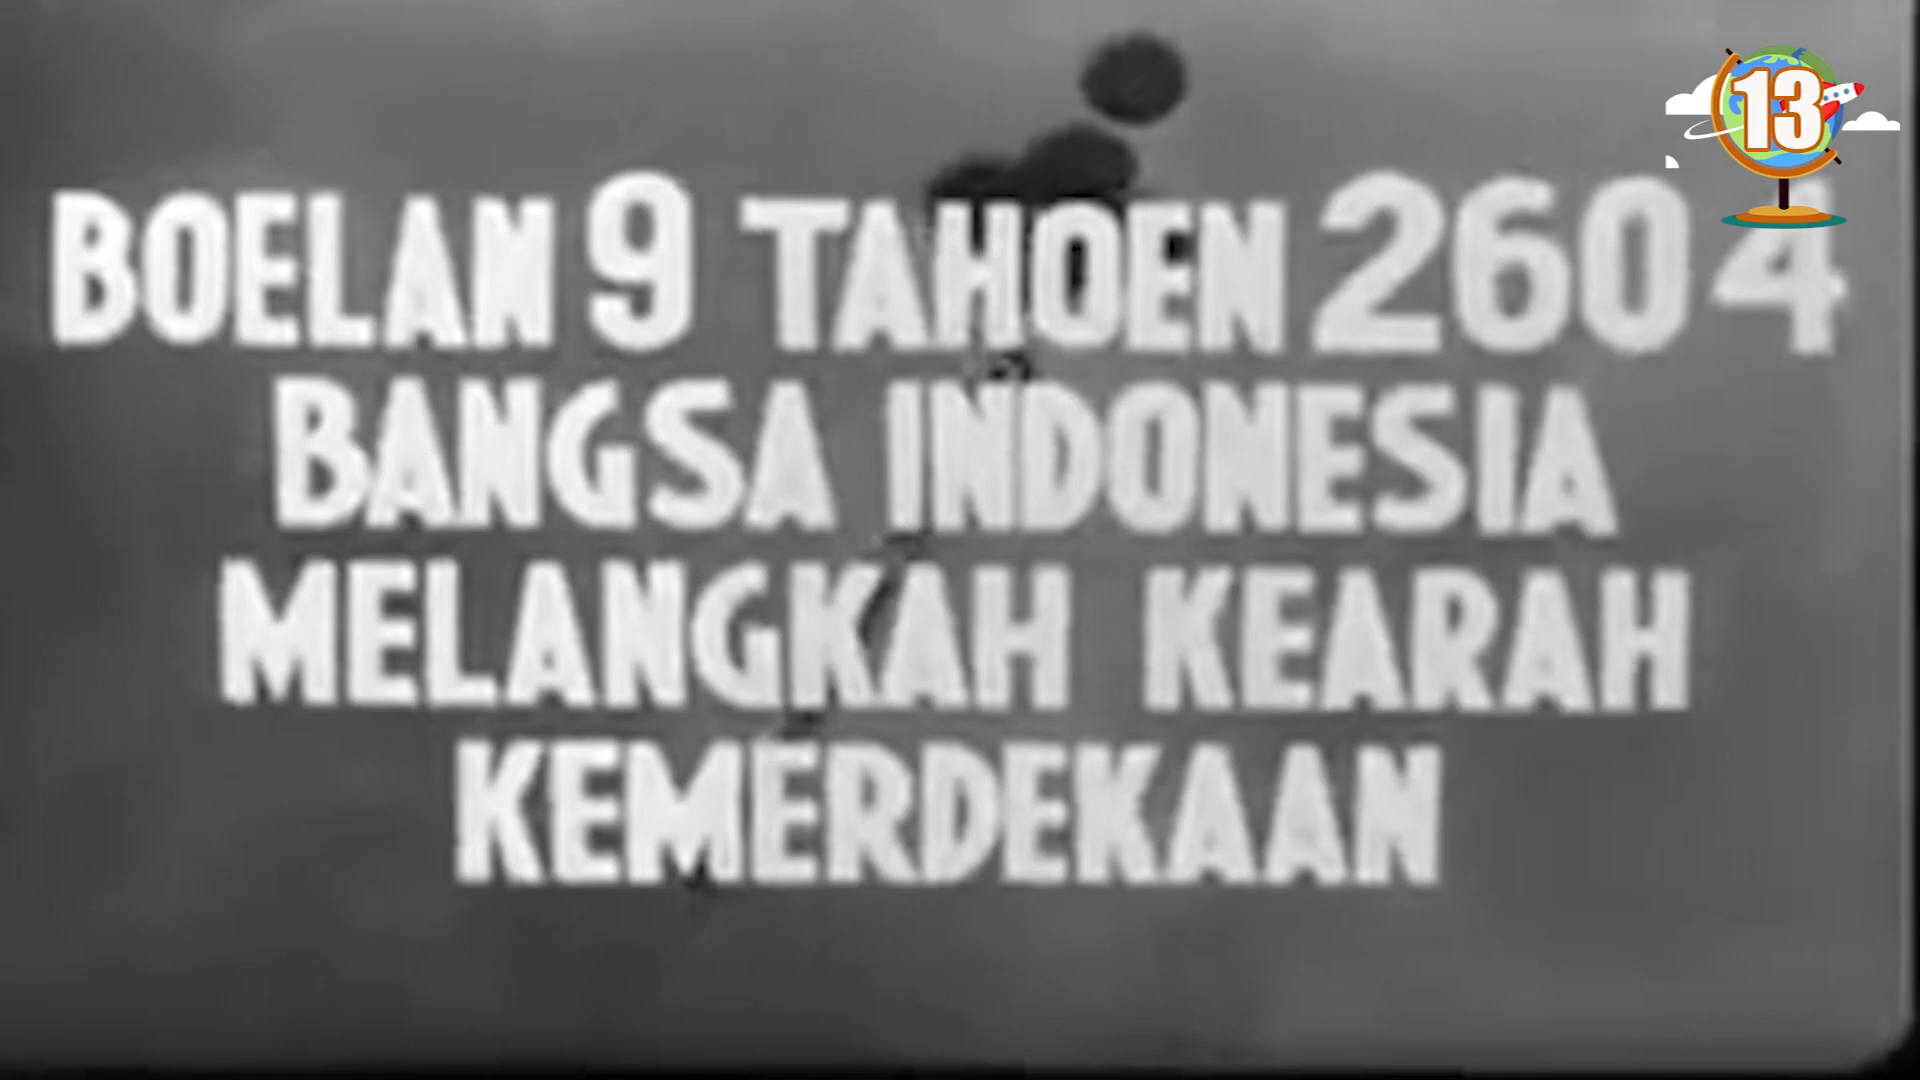 13
BOELAN 9 TAHOEN 2604
BANGSA INDONESIA
MELANGKAH KEARAH
KEMERDEKAAN